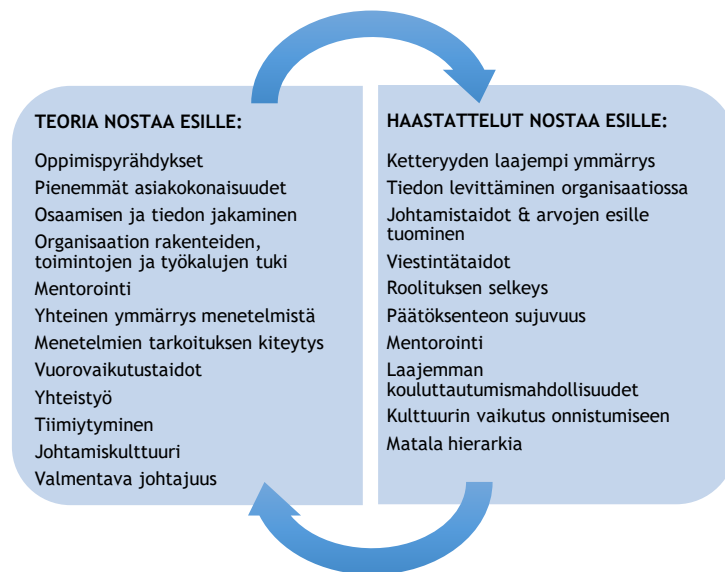 TEORIA NOSTAA ESILLE:
Oppimispyrähdykset
Pienemmät asiakokonaisuudet
Osaamisen ja tiedon jakaminen
Organisaation rakenteiden,
toimintojen ja työkalujen tuki
Mentorointi
Yhteinen ymmärrys menetelmistä
Menetelmien tarkoituksen kiteytys
Vuorovaikutustaidot
Yhteistyö
Tiimiytyminen
Johtamiskulttuuri
Valmentava johtajuus
HAASTATTELUT NOSTAA ESILLE:
Ketteryyden laajempi ymmärrys
Tiedon levittäminen organisaatiossa
Johtamistaidot & arvojen esille
tuominen
Viestintätaidot
Roolituksen selkeys
Päätöksenteon sujuvuus
Mentorointi
Laajemman
kouluttautumismahdollisuudet
Kulttuurin vaikutus onnistumiseen
Matala hierarkia